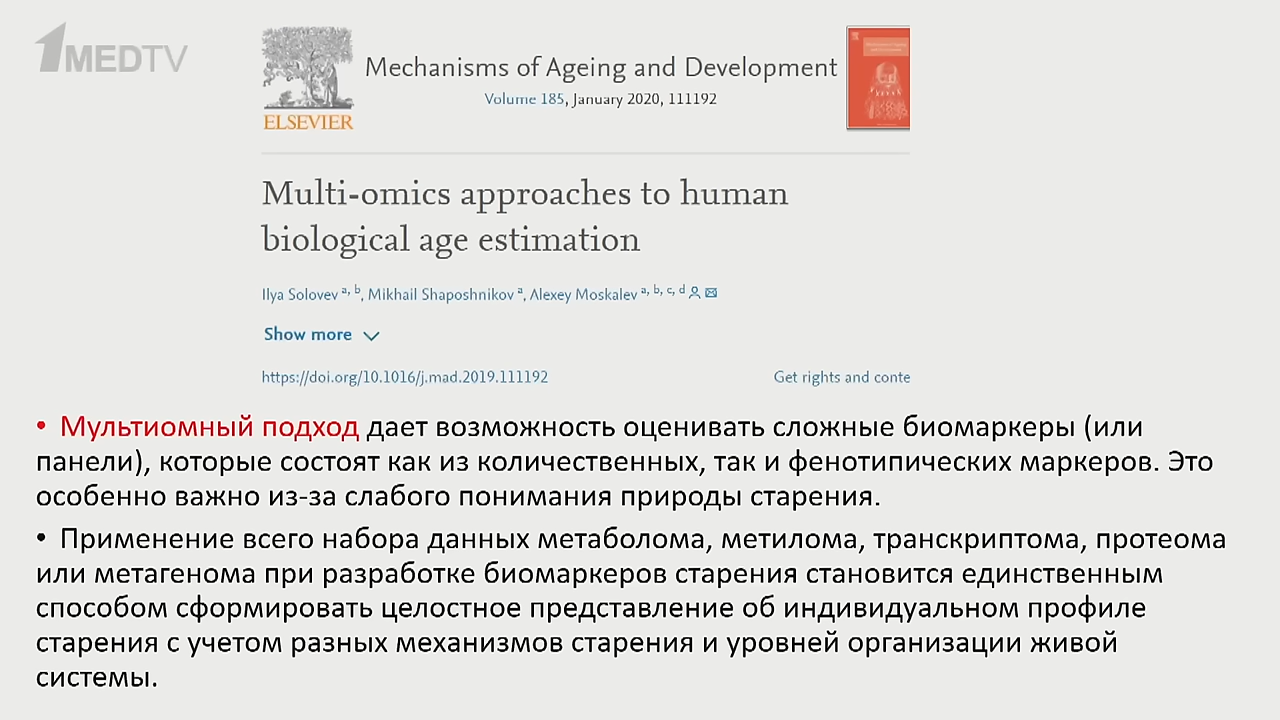 1MEDTV
ELSEVIER
Mechanisms of Ageing and Development
Volume 185, January 2020, 111192
Multi-omics approaches to human
biological age estimation
Ilya Solovev a, b, Mikhail Shaposhnikov a, Alexey Moskalev a, b, c, d
Show more
https://doi.org/10.1016/j.mad.2019.111192
Get rights and conte
• Мультиомный подход дает возможность оценивать сложные биомаркеры (или
панели), которые состоят как из количественных, так и фенотипических маркеров. Это
особенно важно из-за слабого понимания природы старения.
• Применение всего набора данных метаболома, метилома, транскриптома, протеома
или метагенома при разработке биомаркеров старения становится единственным
способом сформировать целостное представление об индивидуальном профиле
старения с учетом разных механизмов старения и уровней организации живой
системы.